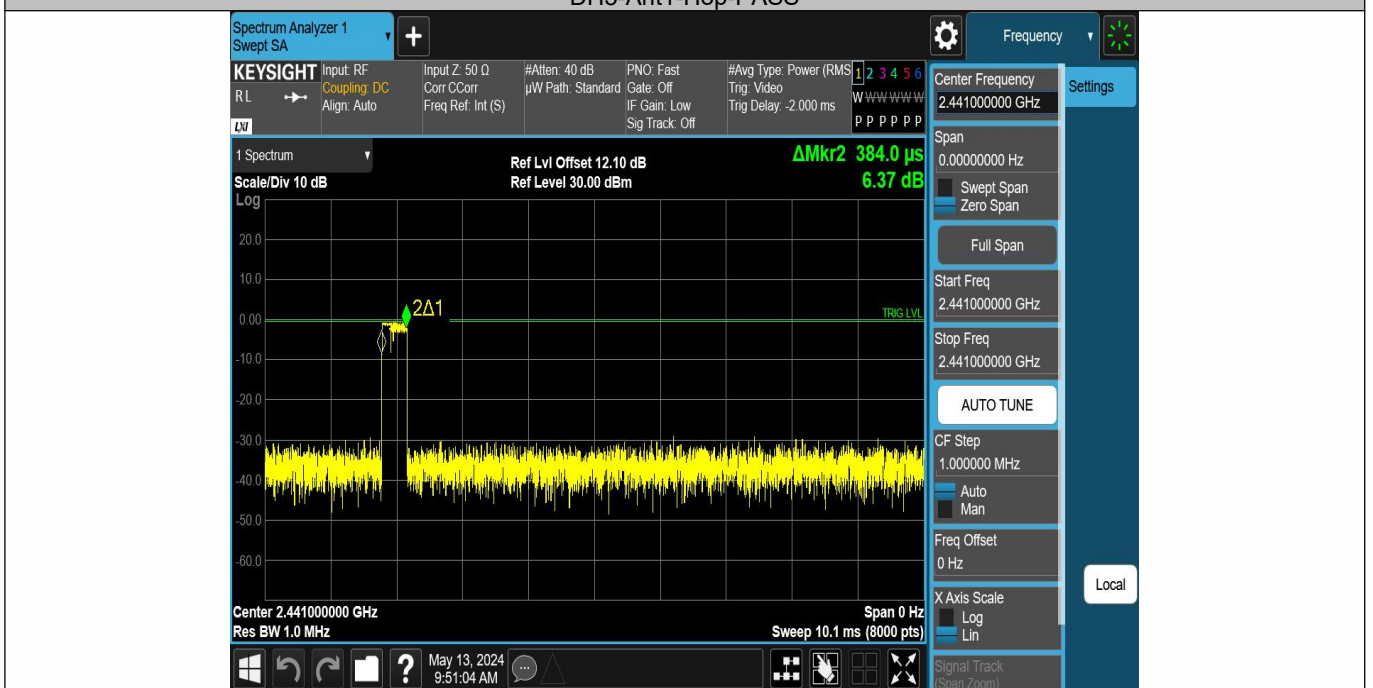 Spectrum Analyzer 1
Swept SA
Frequency
KEYSIGHT
RL
LXI
Input: RF
Coupling: DC
Align: Auto
Input Z: 50 Ω
Corr CCorr
Freq Ref: Int (S)
#Atten: 40 dB
µW Path: Standard
PNO: Fast
Gate: Off
IF Gain: Low
Sig Track: Off
#Avg Type: Power (RMS
Trig: Video
Trig Delay: -2.000 ms
1 2 3 4 5 6
W W W W W W
P P P P P P
Center Frequency
2.441000000 GHz
Settings
1 Spectrum
Scale/Div 10 dB
Log
Ref Lvl Offset 12.10 dB
Ref Level 30.00 dBm
ΔMkr2 384.0 µs
6.37 dB
Span
0.00000000 Hz
Swept Span
Zero Span
Full Span
Start Freq
2.441000000 GHz
Stop Freq
2.441000000 GHz
AUTO TUNE
CF Step
1.000000 MHz
Auto
Man
Freq Offset
0 Hz
X Axis Scale
Log
Lin
Signal Track
(Span Zoom)
Local
20.0
10.0
0.00
-10.0
-20.0
-30.0
-40.0
-50.0
-60.0
2Δ1
TRIG LVL
Center 2.441000000 GHz
Res BW 1.0 MHz
Span 0 Hz
Sweep 10.1 ms (8000 pts)
?
May 13, 2024
9:51:04 AM